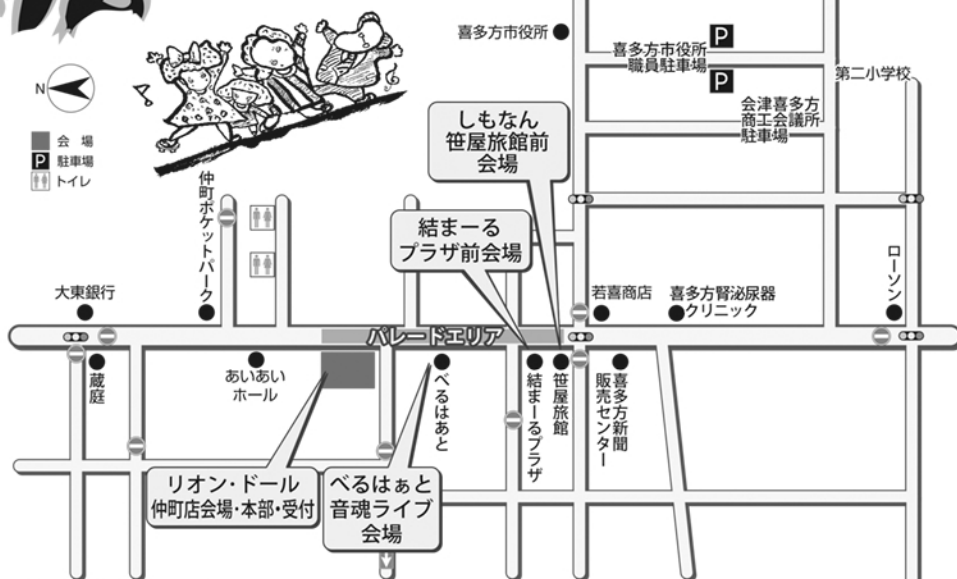 喜多方市役所
P
喜多方市役所
職員駐車場
P
第二小学校
会津喜多方
商工会議所
駐車場
N
会　場
P 駐車場
トイレ
しもなん
笹屋旅館前
会場
仲町ポケットパーク
結まーる
プラザ前会場
ローソン
大東銀行
若喜商店
喜多方腎泌尿器
クリニック
パレードエリア
蔵庭
あいあい
ホール
べるはあと
結まーるプラザ
笹屋旅館
喜多方新聞
販売センター
リオン・ドール
仲町店会場・本部・受付
べるはぁと
音魂ライブ
会場